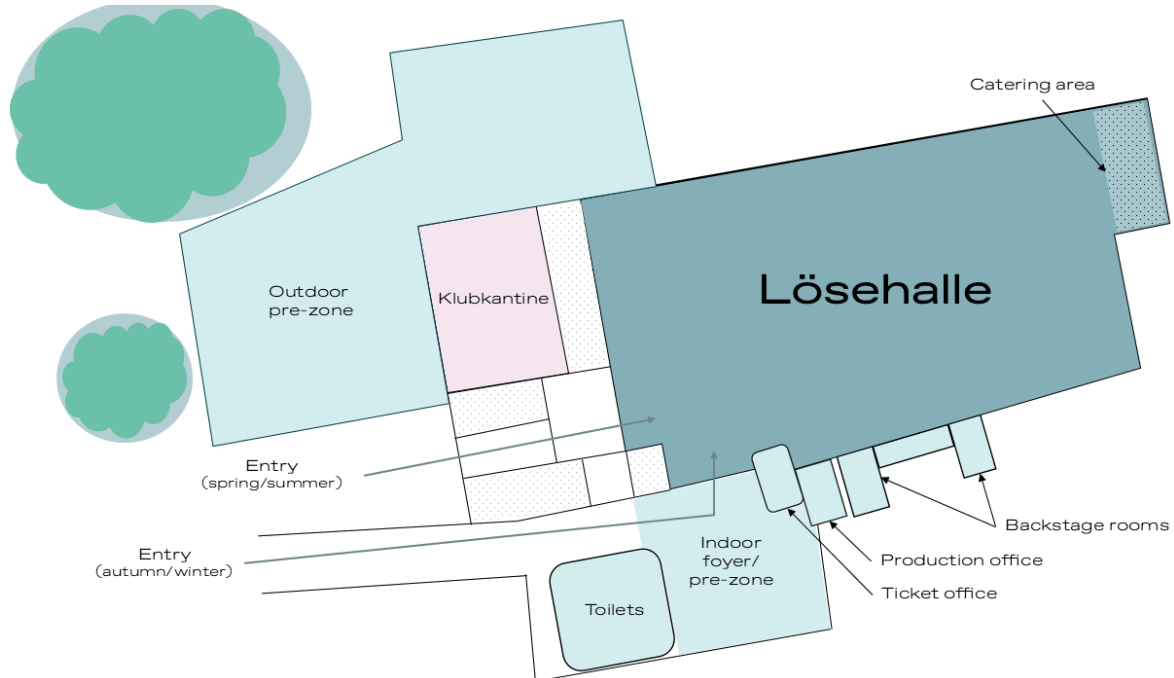 Catering area
Lösehalle
Outdoor
pre-zone
Klubkantine
Entry
(spring/summer)
Entry
(autumn/winter)
Indoor
foyer/
pre-zone
Toilets
Backstage rooms
Production office
Ticket office